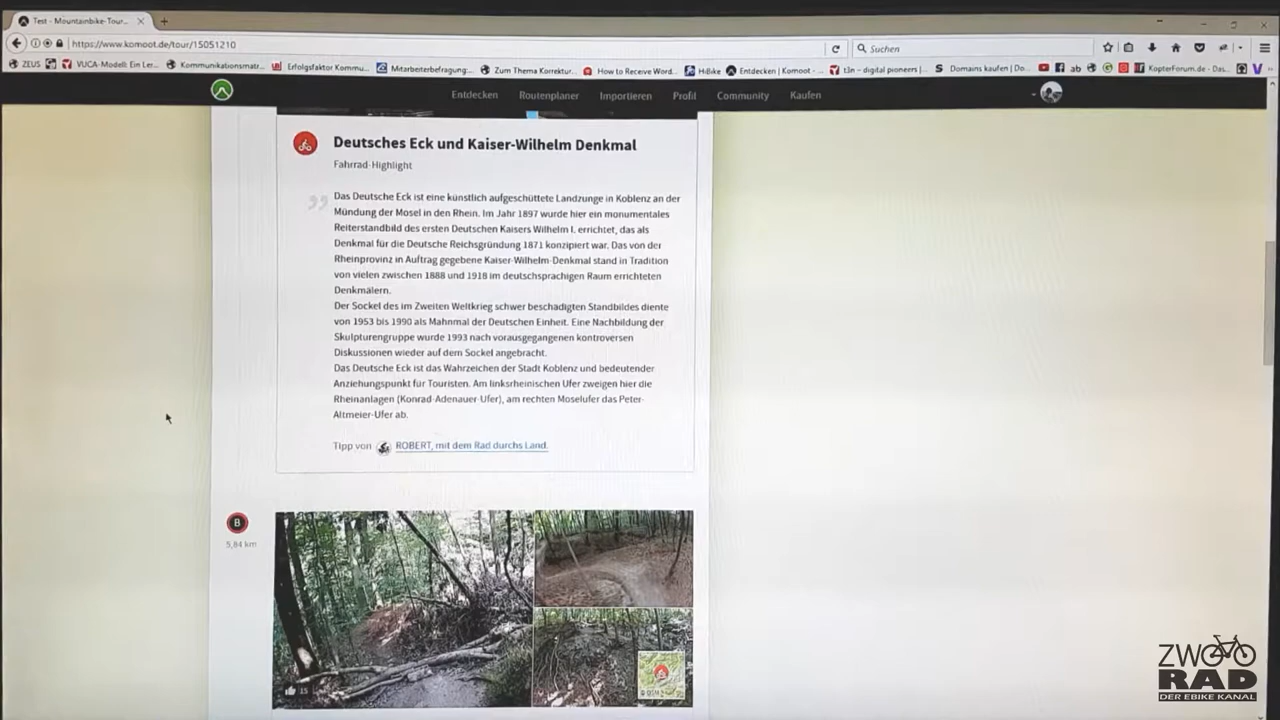 Test - Mountainbike-Tour...
https://www.komoot.de/tour/15051210
Suchen
ZEUS
VUCA-Modell: Ein Ler...
Kommunikationsmatr...
Erfolgsfaktor Kommu...
Mitarbeiterbefragung...
Zum Thema Korrektur...
How to Receive Word...
HiBike
Entdecken | Komoot - ...
t3n – digital pioneers | ...
Domains kaufen | Do...
ab
KopterForum.de - Das...
Entdecken Routenplaner Importieren Profil Community Kaufen
Deutsches Eck und Kaiser-Wilhelm Denkmal
Fahrrad-Highlight
Das Deutsche Eck ist eine künstlich aufgeschüttete Landzunge in Koblenz an der
Mündung der Mosel in den Rhein. Im Jahr 1897 wurde hier ein monumentales
Reiterstandbild des ersten Deutschen Kaisers Wilhelm I. errichtet, das als
Denkmal für die Deutsche Reichsgründung 1871 konzipiert war. Das von der
Rheinprovinz in Auftrag gegebene Kaiser-Wilhelm-Denkmal stand in Tradition
von vielen zwischen 1888 und 1918 im deutschsprachigen Raum errichteten
Denkmälern.
Der Sockel des im Zweiten Weltkrieg schwer beschädigten Standbildes diente
von 1953 bis 1990 als Mahnmal der Deutschen Einheit. Eine Nachbildung der
Skulpturengruppe wurde 1993 nach vorausgegangenen kontroversen
Diskussionen wieder auf dem Sockel angebracht.
Das Deutsche Eck ist das Wahrzeichen der Stadt Koblenz und bedeutender
Anziehungspunkt für Touristen. Am linksrheinischen Ufer zweigen hier die
Rheinanlagen (Konrad-Adenauer-Ufer), am rechten Moselufer das Peter-
Altmeier-Ufer ab.
Tipp von ROBERT, mit dem Rad durchs Land.
B
5,84 km
15
ZWO
RAD
DER EBIKE KANAL